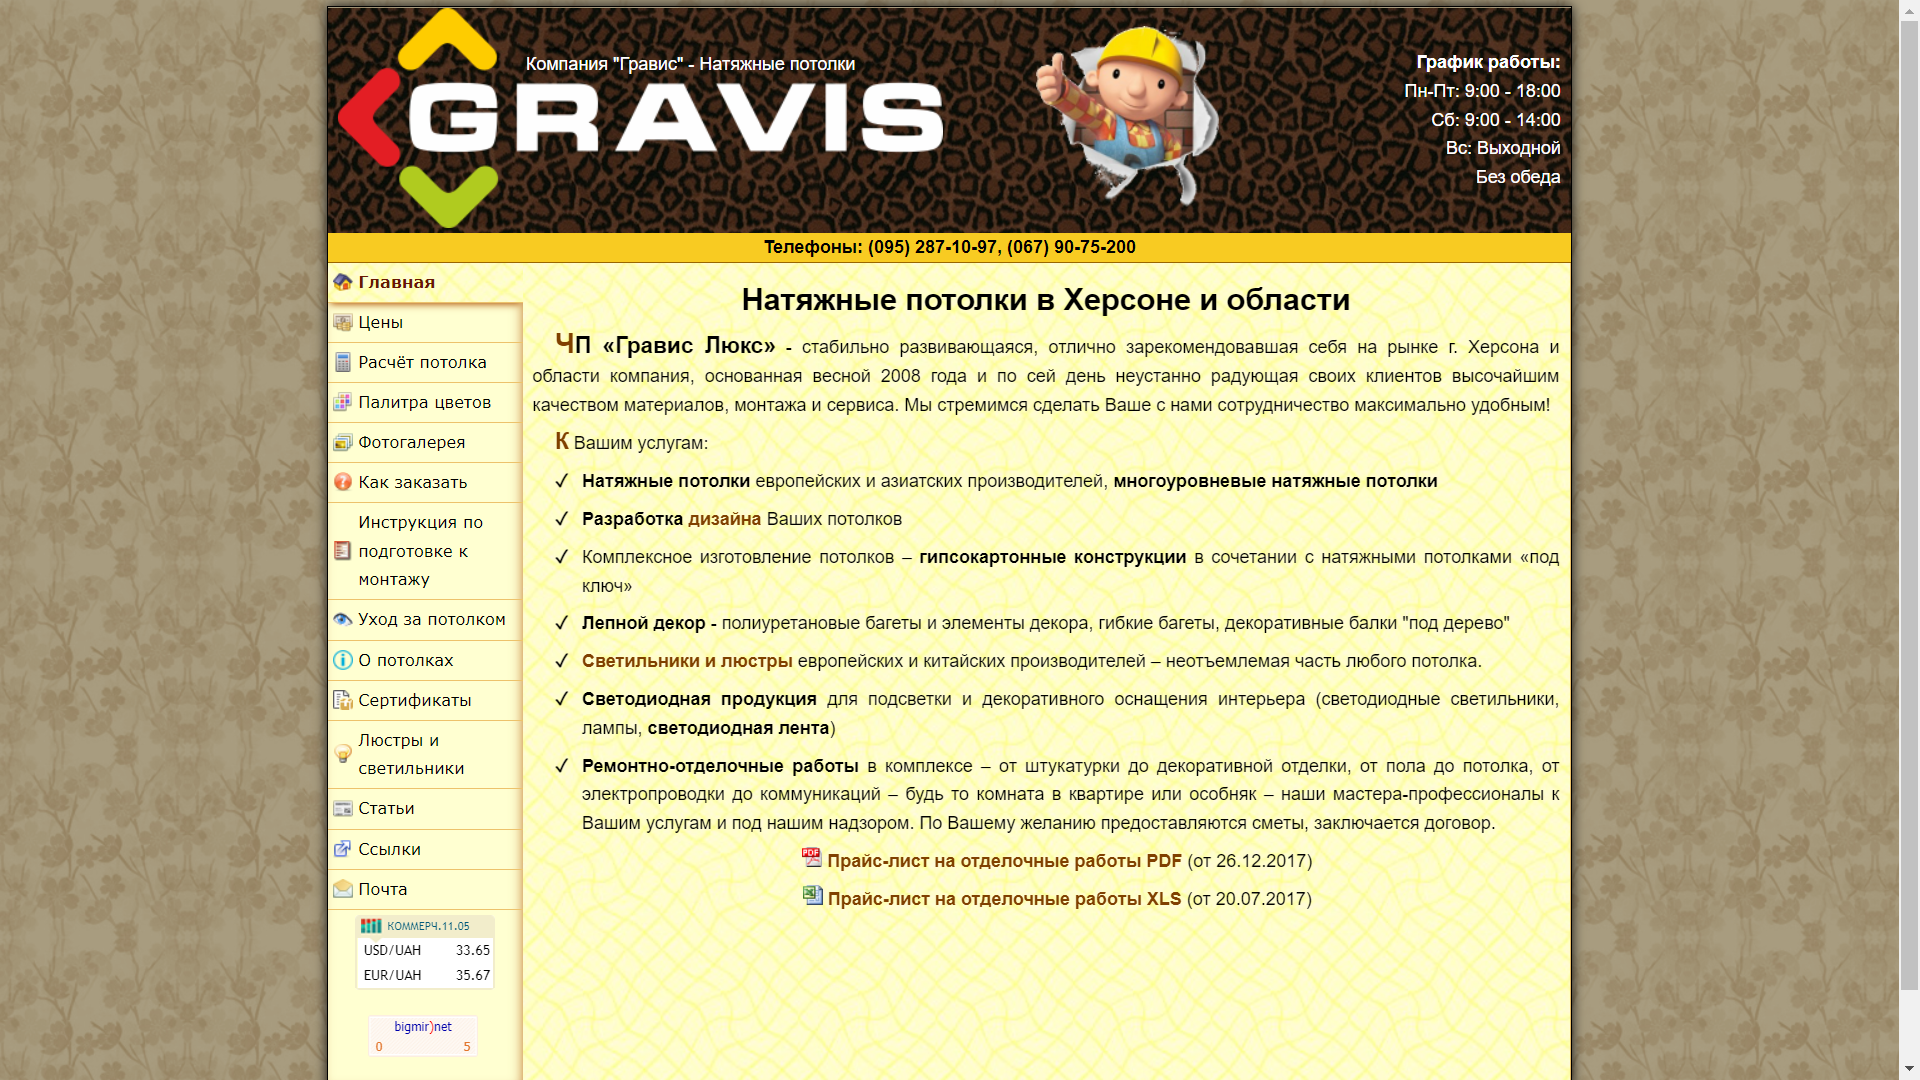 Компания "Гравис" - Натяжные потолки
GRAVIS
График работы:
Пн-Пт: 9:00 - 18:00
Сб: 9:00 - 14:00
Вс: Выходной
Без обеда
Телефоны: (095) 287-10-97, (067) 90-75-200
Главная
Цены
Расчёт потолка
Палитра цветов
Фотогалерея
Как заказать
Инструкция по
подготовке к
монтажу
Уход за потолком
О потолках
Сертификаты
Люстры и
светильники
Статьи
Ссылки
Почта
КОММЕРЧ.11.05
USD/UAH 33.65
EUR/UAH 35.67
bigmir)net
0 5
Натяжные потолки в Херсоне и области
ЧП «Гравис Люкс» - стабильно развивающаяся, отлично зарекомендовавшая себя на рынке г. Херсона и
области компания, основанная весной 2008 года и по сей день неустанно радующая своих клиентов высочайшим
качеством материалов, монтажа и сервиса. Мы стремимся сделать Ваше с нами сотрудничество максимально удобным!
К Вашим услугам:
✓ Натяжные потолки европейских и азиатских производителей, многоуровневые натяжные потолки
✓ Разработка дизайна Ваших потолков
✓ Комплексное изготовление потолков – гипсокартонные конструкции в сочетании с натяжными потолками «под
ключ»
✓ Лепной декор - полиуретановые багеты и элементы декора, гибкие багеты, декоративные балки "под дерево"
✓ Светильники и люстры европейских и китайских производителей – неотъемлемая часть любого потолка.
✓ Светодиодная продукция для подсветки и декоративного оснащения интерьера (светодиодные светильники,
лампы, светодиодная лента)
✓ Ремонтно-отделочные работы в комплексе – от штукатурки до декоративной отделки, от пола до потолка, от
электропроводки до коммуникаций – будь то комната в квартире или особняк – наши мастера-профессионалы к
Вашим услугам и под нашим надзором. По Вашему желанию предоставляются сметы, заключается договор.
PDF Прайс-лист на отделочные работы PDF (от 26.12.2017)
Прайс-лист на отделочные работы XLS (от 20.07.2017)